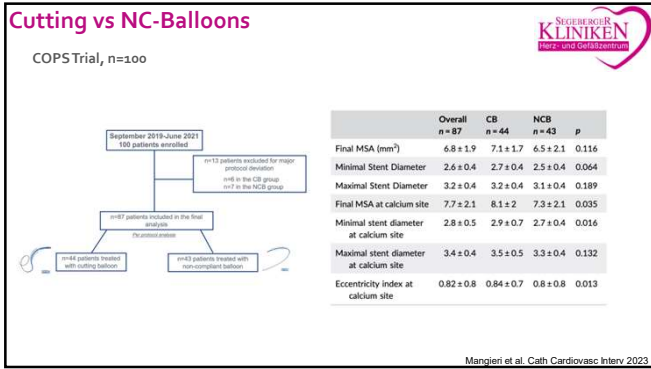 Cutting vs NC-Balloons
SEGEBERGER
KLINIKEN
Herz- und Gefäßzentrum
COPS Trial, n=100
September 2019-June 2021
100 patients enrolled
n=13 patients excluded for major
protocol deviation
n=6 in the CB group
n=7 in the NCB group
n=87 patients included in the final
analysis
Per protocol analysis
n=44 patients treated
with cutting balloon
n=43 patients treated with
non-compliant balloon
Overall CB NCB
n = 87 n = 44 n = 43 p
Final MSA (mm²) 6.8 ± 1.9 7.1 ± 1.7 6.5 ± 2.1 0.116
Minimal Stent Diameter 2.6 ± 0.4 2.7 ± 0.4 2.5 ± 0.4 0.064
Maximal Stent Diameter 3.2 ± 0.4 3.2 ± 0.4 3.1 ± 0.4 0.189
Final MSA at calcium site 7.7 ± 2.1 8.1 ± 2 7.3 ± 2.1 0.035
Minimal stent diameter 2.8 ± 0.5 2.9 ± 0.7 2.7 ± 0.4 0.016
at calcium site
Maximal stent diameter 3.4 ± 0.4 3.5 ± 0.5 3.3 ± 0.4 0.132
at calcium site
Eccentricity index at 0.82 ± 0.8 0.84 ± 0.7 0.8 ± 0.8 0.013
calcium site
Mangieri et al. Cath Cardiovasc Interv 2023